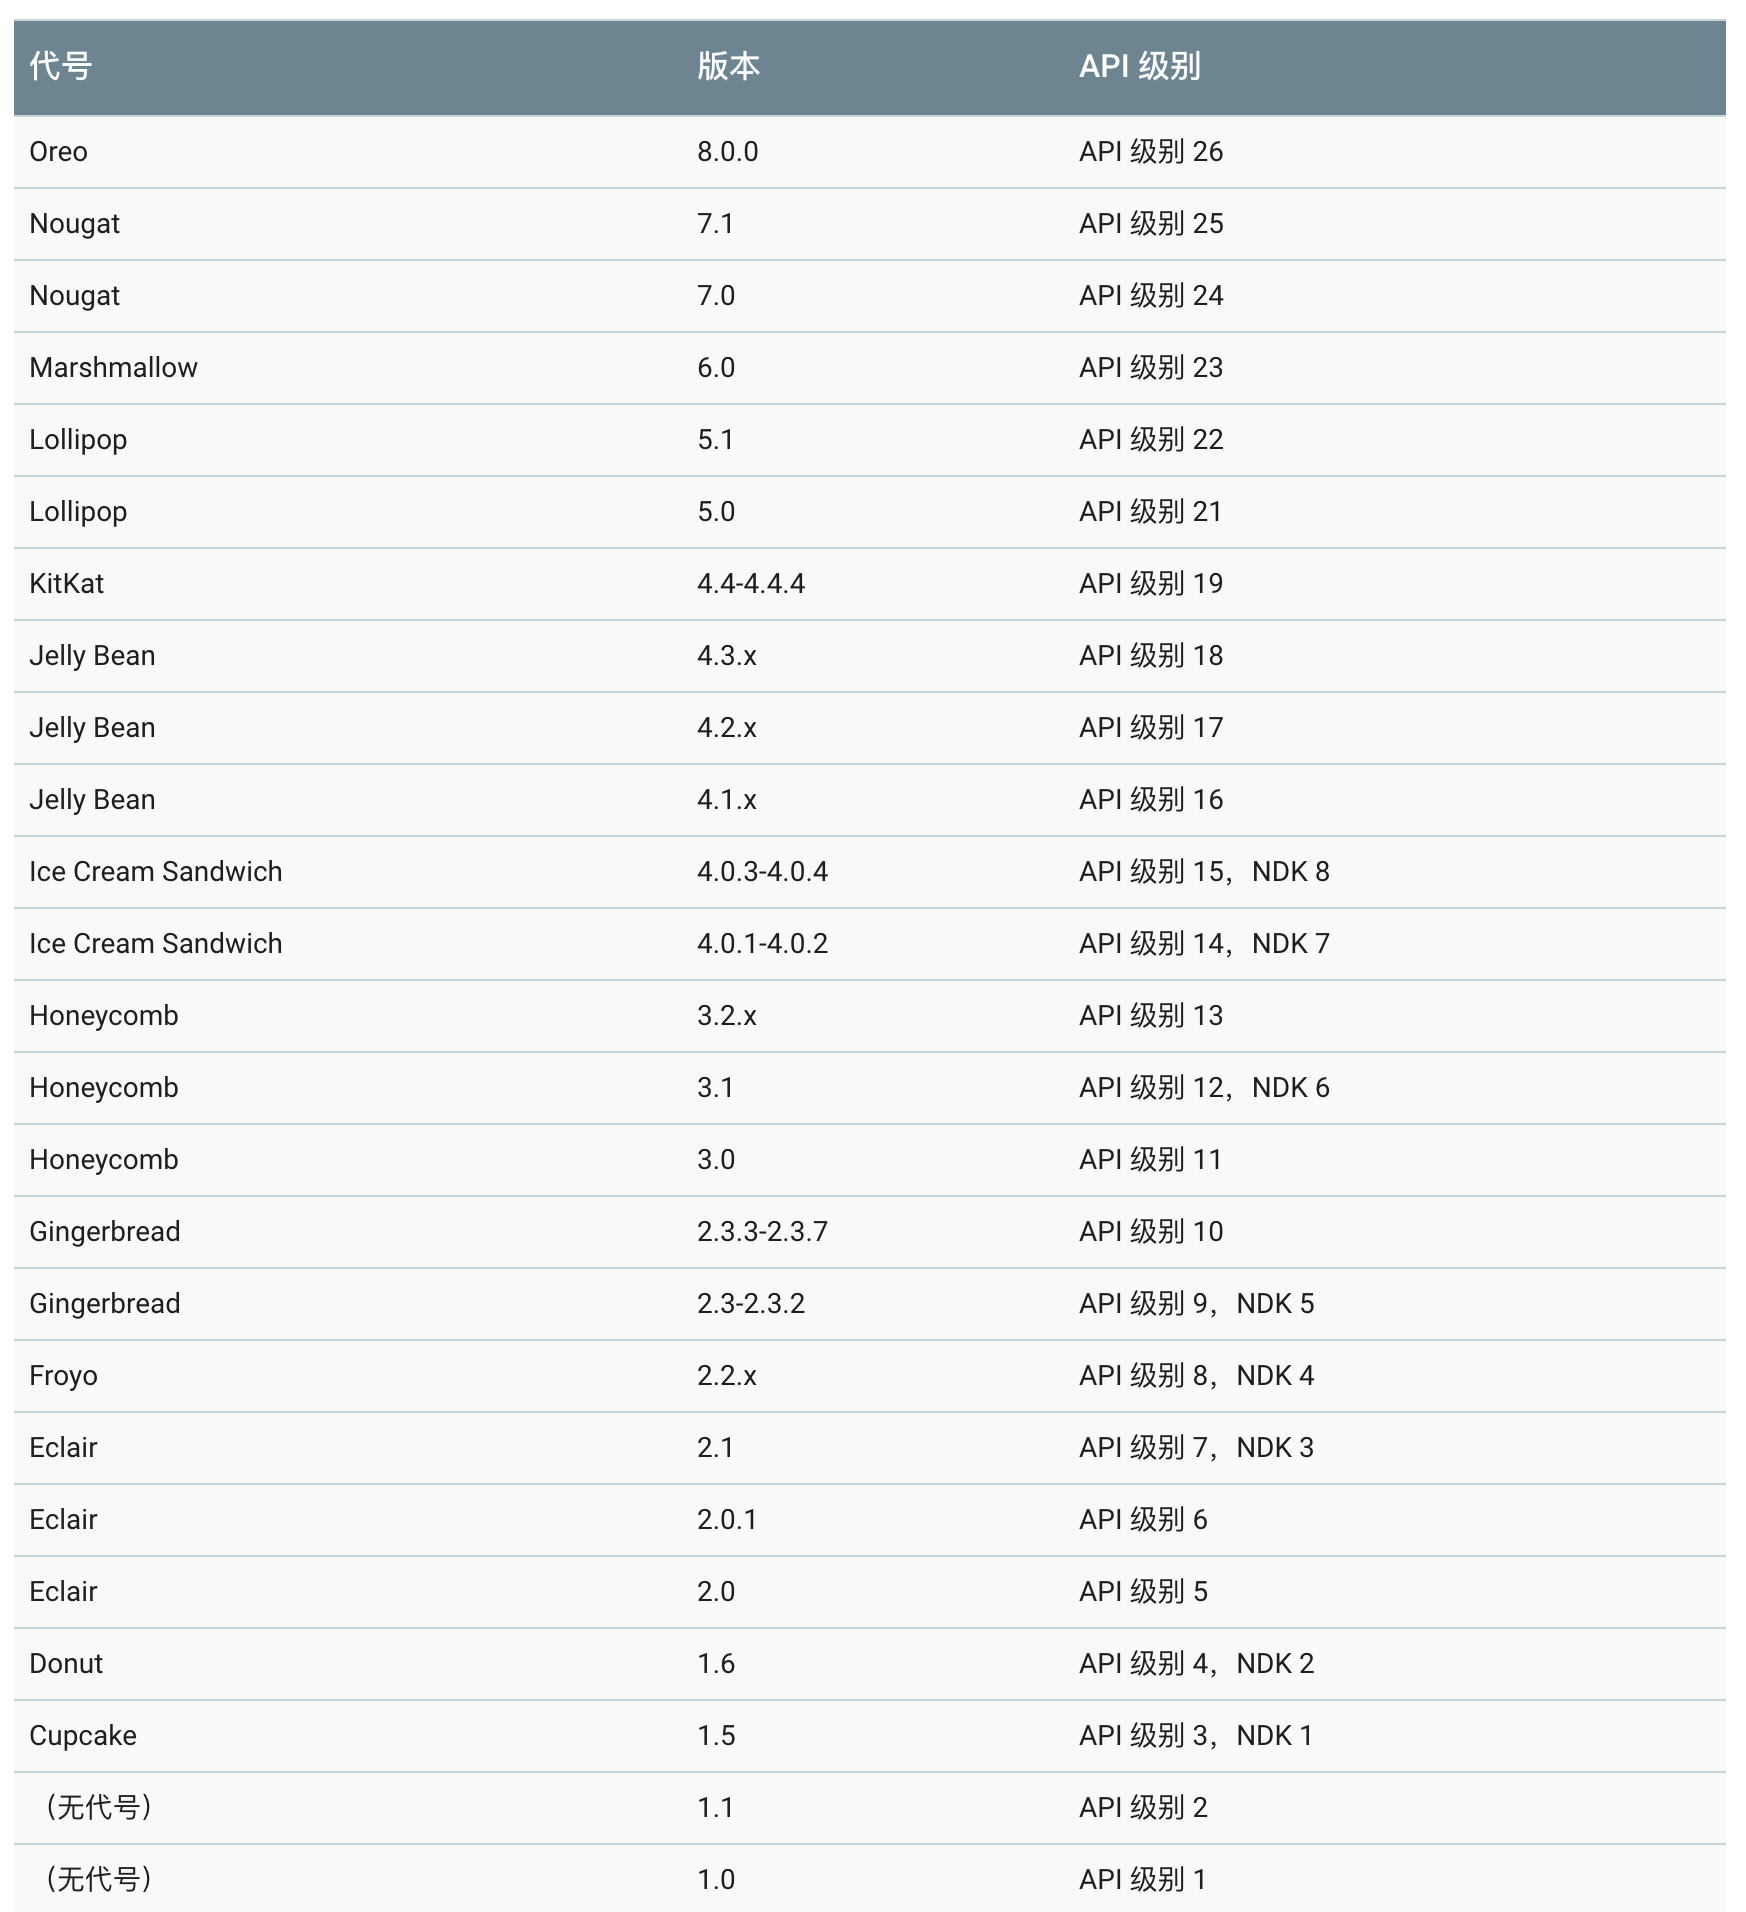 代号 版本 API 级别
Oreo 8.0.0 API 级别 26
Nougat 7.1 API 级别 25
Nougat 7.0 API 级别 24
Marshmallow 6.0 API 级别 23
Lollipop 5.1 API 级别 22
Lollipop 5.0 API 级别 21
KitKat 4.4-4.4.4 API 级别 19
Jelly Bean 4.3.x API 级别 18
Jelly Bean 4.2.x API 级别 17
Jelly Bean 4.1.x API 级别 16
Ice Cream Sandwich 4.0.3-4.0.4 API 级别 15，NDK 8
Ice Cream Sandwich 4.0.1-4.0.2 API 级别 14，NDK 7
Honeycomb 3.2.x API 级别 13
Honeycomb 3.1 API 级别 12，NDK 6
Honeycomb 3.0 API 级别 11
Gingerbread 2.3.3-2.3.7 API 级别 10
Gingerbread 2.3-2.3.2 API 级别 9，NDK 5
Froyo 2.2.x API 级别 8，NDK 4
Eclair 2.1 API 级别 7，NDK 3
Eclair 2.0.1 API 级别 6
Eclair 2.0 API 级别 5
Donut 1.6 API 级别 4，NDK 2
Cupcake 1.5 API 级别 3，NDK 1
（无代号） 1.1 API 级别 2
（无代号） 1.0 API 级别 1